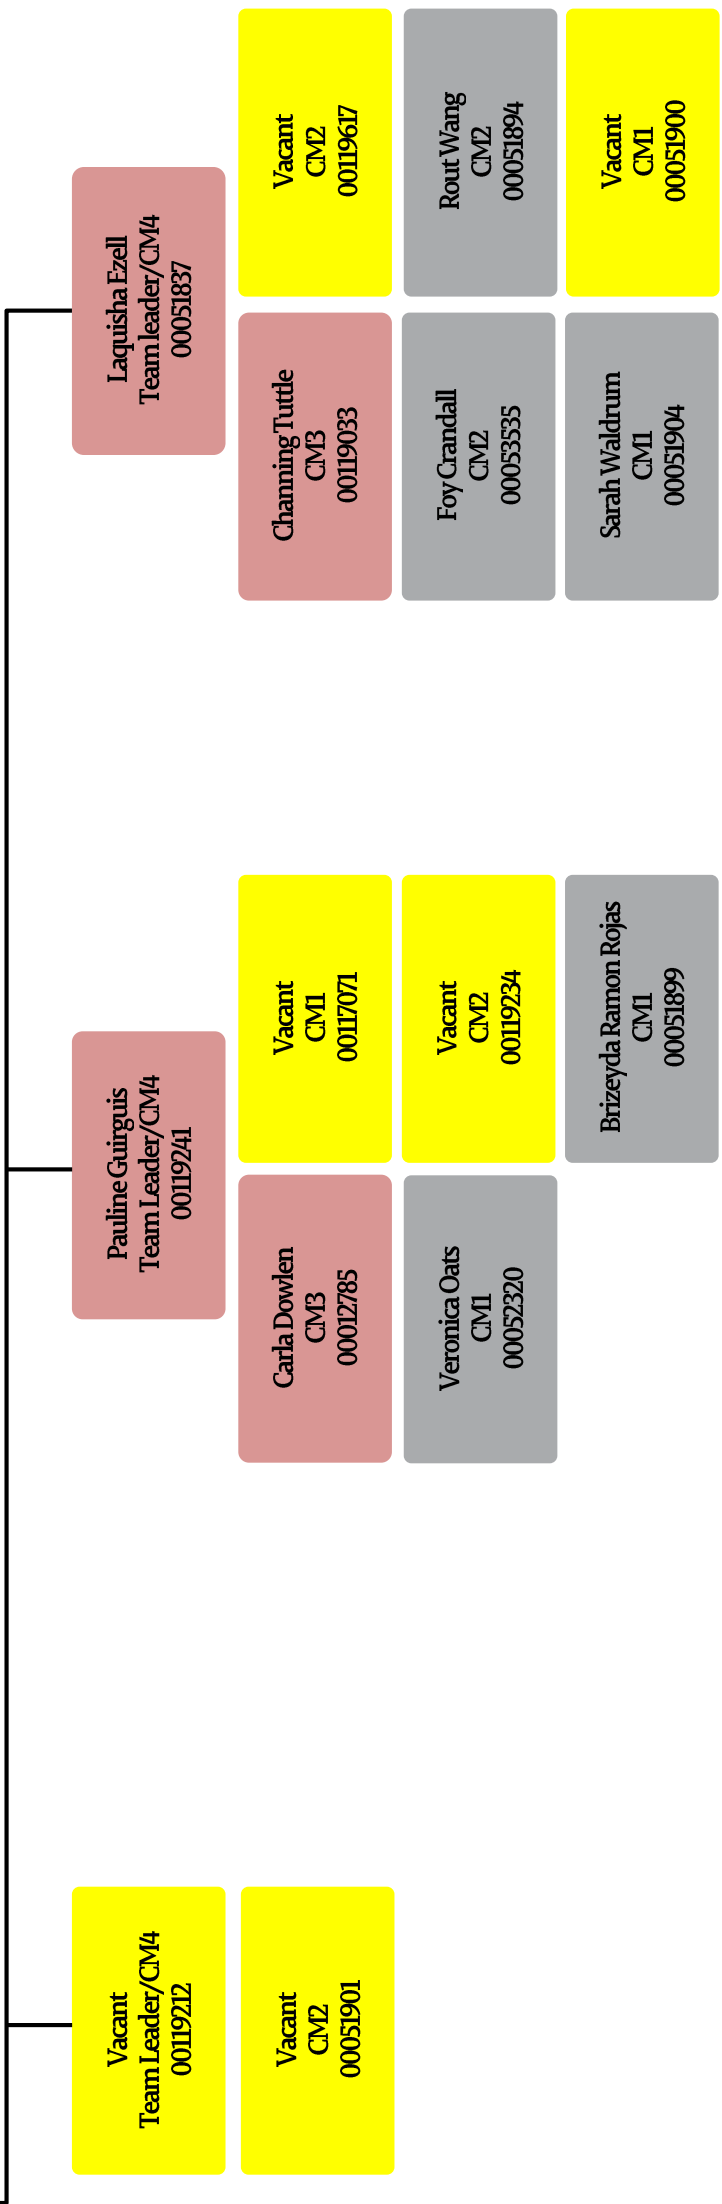 Vacant
Team Leader/CM4
00119212
Vacant
CM2
00051901
Pauline Guirguis
Team Leader/CM4
00119241
Carla Dowlen
CM3
00012785
Vacant
CM1
00117071
Veronica Oats
CM1
00052320
Vacant
CM2
00119234
Brizeyda Ramon Rojas
CM1
00051899
Laquisha Ezell
Team leader/CM4
00051837
Channing Tuttle
CM3
00119033
Vacant
CM2
00119617
Foy Crandall
CM2
00053535
Rout Wang
CM2
00051894
Sarah Waldrum
CM1
00051904
Vacant
CM1
00051900